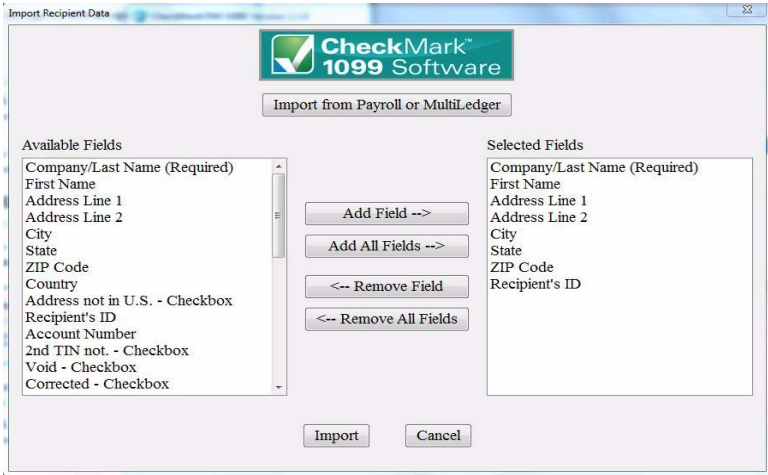 Import Recipient Data
CheckMark™
1099 Software
Import from Payroll or MultiLedger
Available Fields
Company/Last Name (Required)
First Name
Address Line 1
Address Line 2
City
State
ZIP Code
Country
Address not in U.S. - Checkbox
Recipient's ID
Account Number
2nd TIN not. - Checkbox
Void - Checkbox
Corrected - Checkbox
Add Field -->
Add All Fields -->
<-- Remove Field
<-- Remove All Fields
Selected Fields
Company/Last Name (Required)
First Name
Address Line 1
Address Line 2
City
State
ZIP Code
Recipient's ID
Import
Cancel